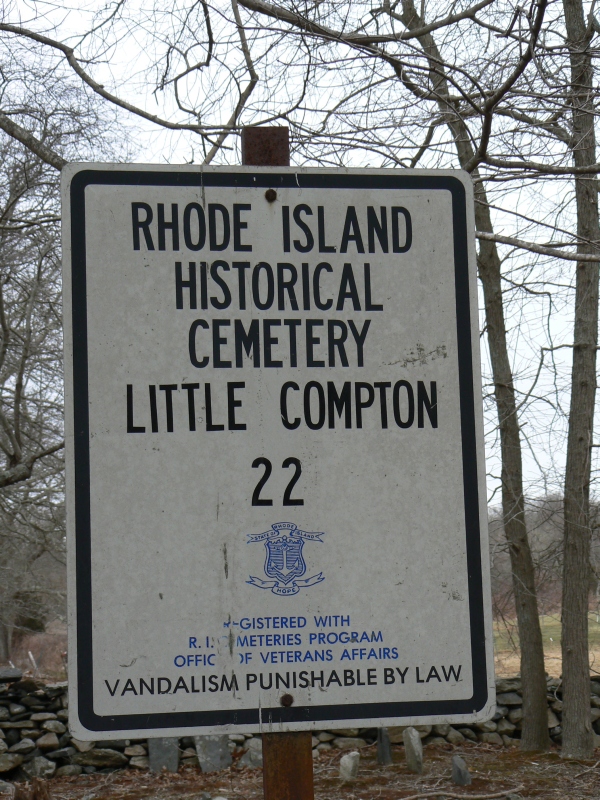 RHODE ISLAND
HISTORICAL
CEMETERY
LITTLE COMPTON
22
RHODE
STATE OF ISLAND
HOPE
GISTERED WITH
R. I. METERIES PROGRAM
OFFIC OF VETERANS AFFAIRS
VANDALISM PUNISHABLE BY LAW